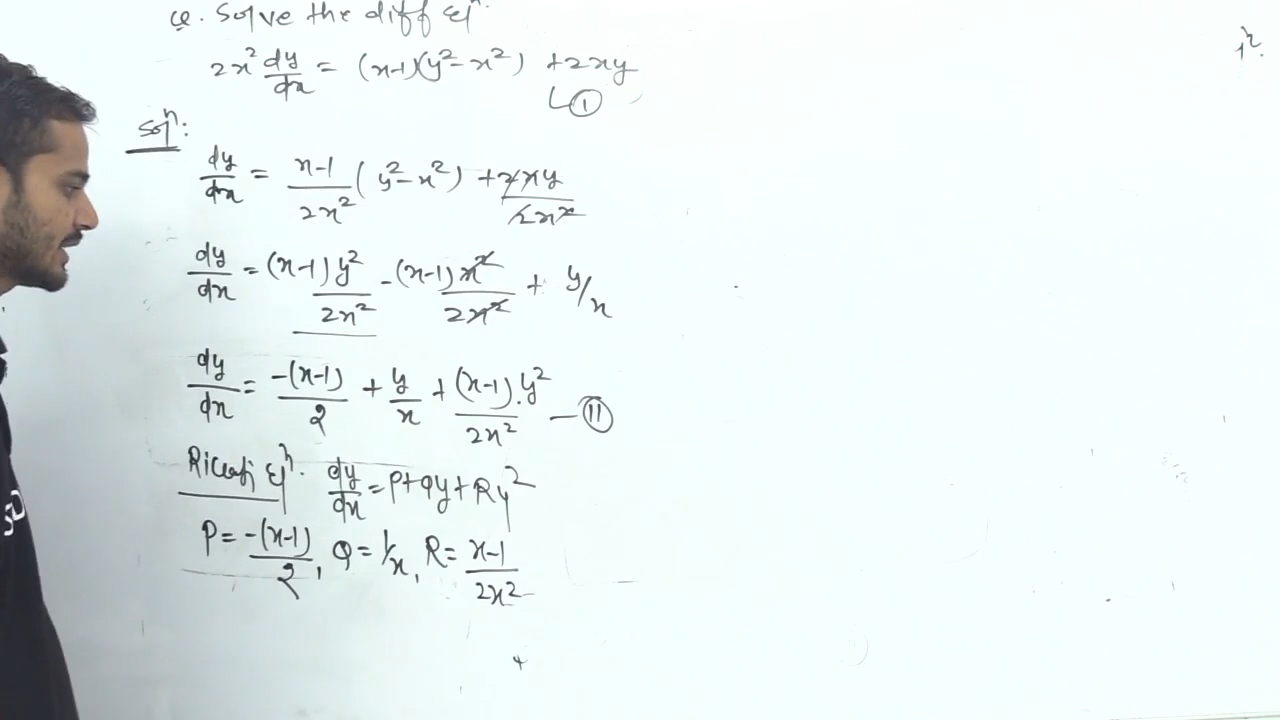 Q. Solve the diff Eqⁿ.
2x² dy/dx = (x-1)(y²-x²) +2xy
①
Solⁿ:
dy/dx = x-1/2x² (y²-x²) + 2xy/2x²
dy/dx = (x-1)y²/2x² - (x-1)x²/2x² + y/x
dy/dx = -(x-1)/2 + y/x + (x-1).y²/2x² — ⑪
Riccati Eqⁿ. dy/dx = P+Qy+Ry²
P = -(x-1)/2, Q = 1/x, R = x-1/2x²